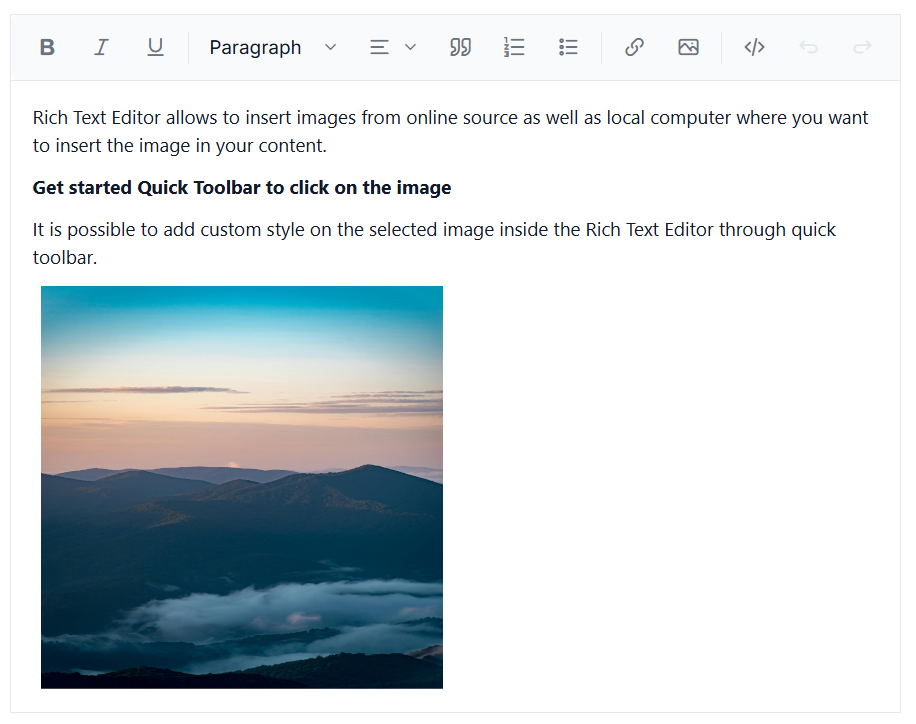 B I U Paragraph
Rich Text Editor allows to insert images from online source as well as local computer where you want
to insert the image in your content.
Get started Quick Toolbar to click on the image
It is possible to add custom style on the selected image inside the Rich Text Editor through quick
toolbar.